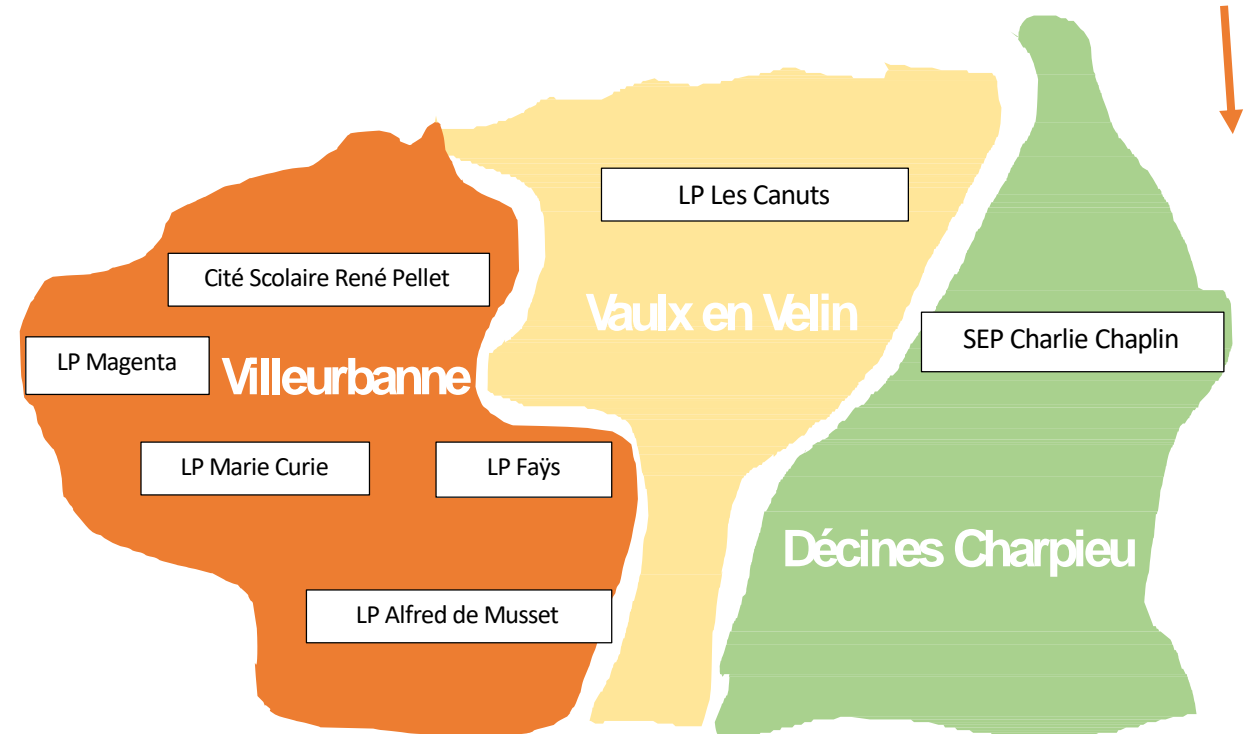 LP Les Canuts
Cité Scolaire René Pellet
Vaulx en Velin
SEP Charlie Chaplin
LP Magenta
Villeurbanne
LP Marie Curie
LP Faÿs
Décines Charpieu
LP Alfred de Musset